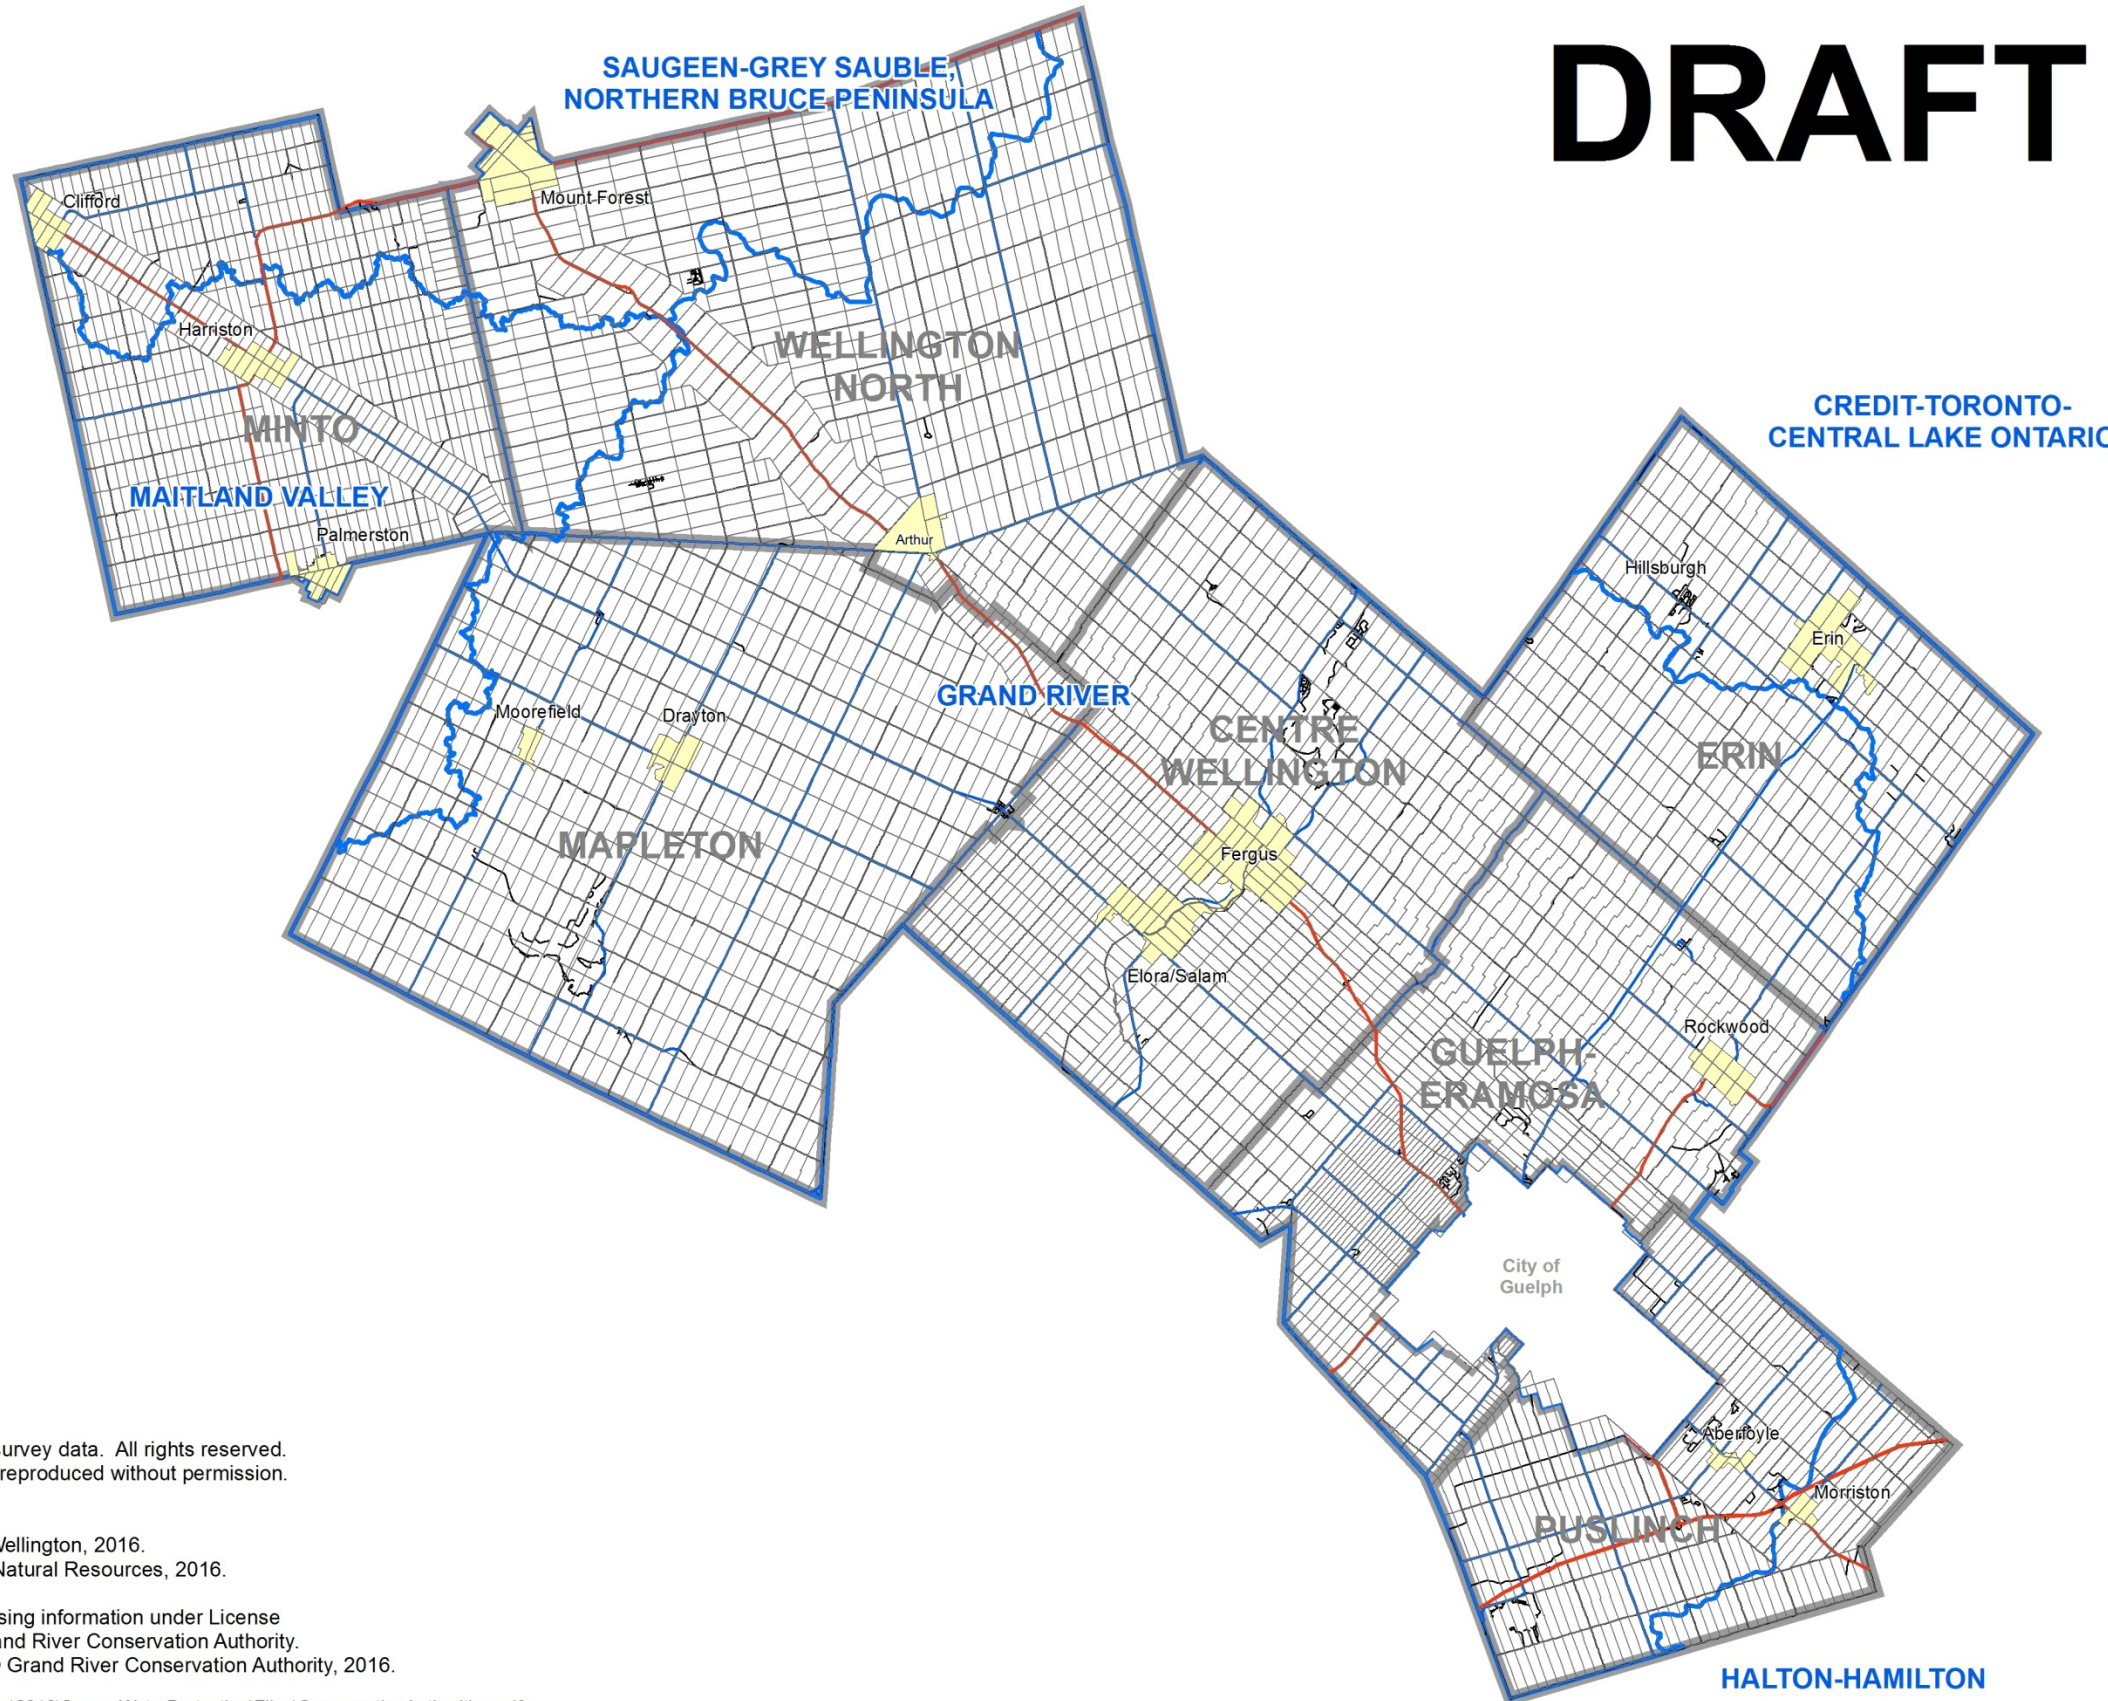 DRAFT
SAUGEEN-GREY SAUBLE,
NORTHERN BRUCE PENINSULA
Clifford
Mount Forest
Harriston
WELLINGTON
NORTH
MINTO
CREDIT-TORONTO-
CENTRAL LAKE ONTARIO
MAITLAND VALLEY
Palmerston
Arthur
Hillsburgh
Erin
GRAND RIVER
Moorefield
Drayton
CENTRE
WELLINGTON
ERIN
MAPLETON
Fergus
Elora/Salam
Rockwood
GUELPH-
ERAMOSA
City of
Guelph
Aberfoyle
Morriston
PUSLINCH
HALTON-HAMILTON
survey data.  All rights reserved.
reproduced without permission.
Wellington, 2016.
Natural Resources, 2016.
sing information under License
and River Conservation Authority.
Grand River Conservation Authority, 2016.